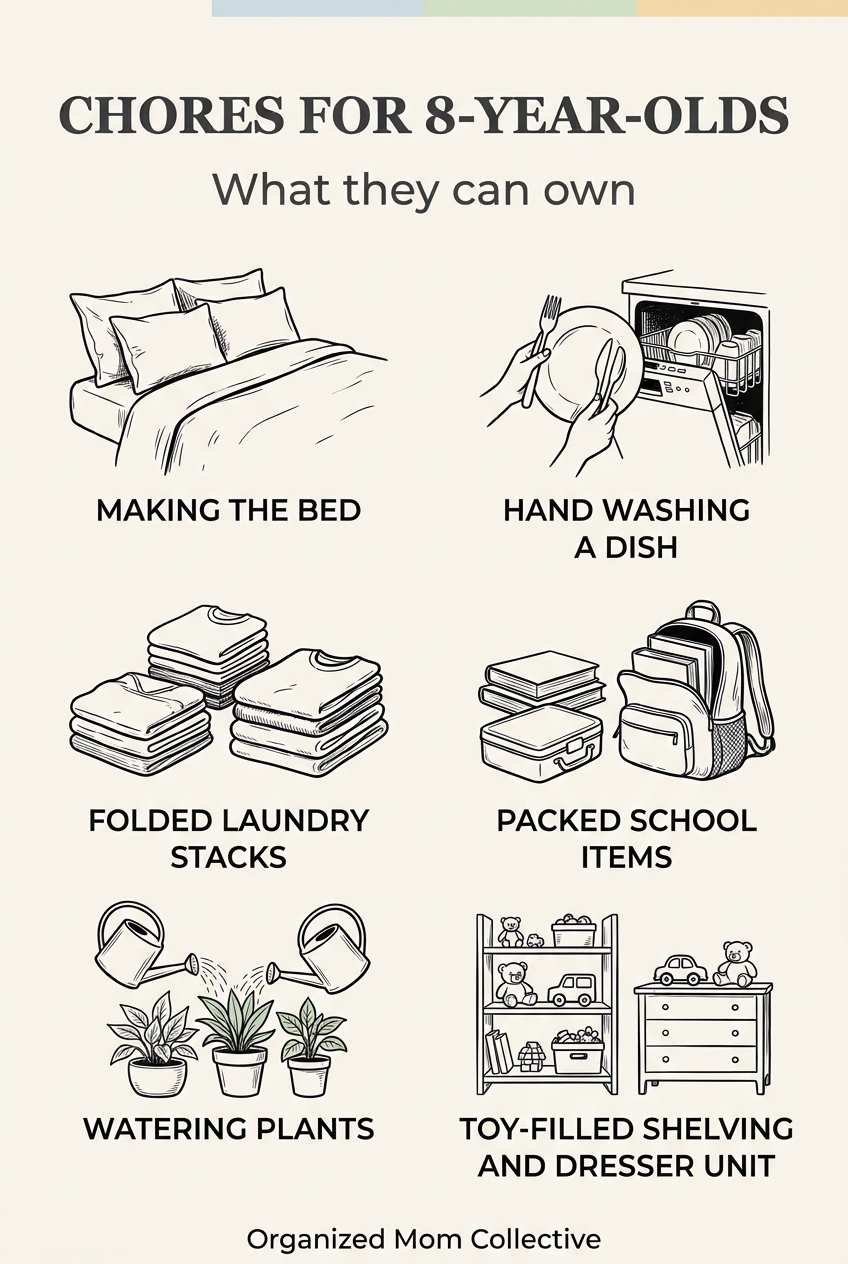 CHORES FOR 8-YEAR-OLDS
What they can own
MAKING THE BED
HAND WASHING
A DISH
FOLDED LAUNDRY
STACKS
PACKED SCHOOL
ITEMS
WATERING PLANTS
TOY-FILLED SHELVING
AND DRESSER UNIT
Organized Mom Collective